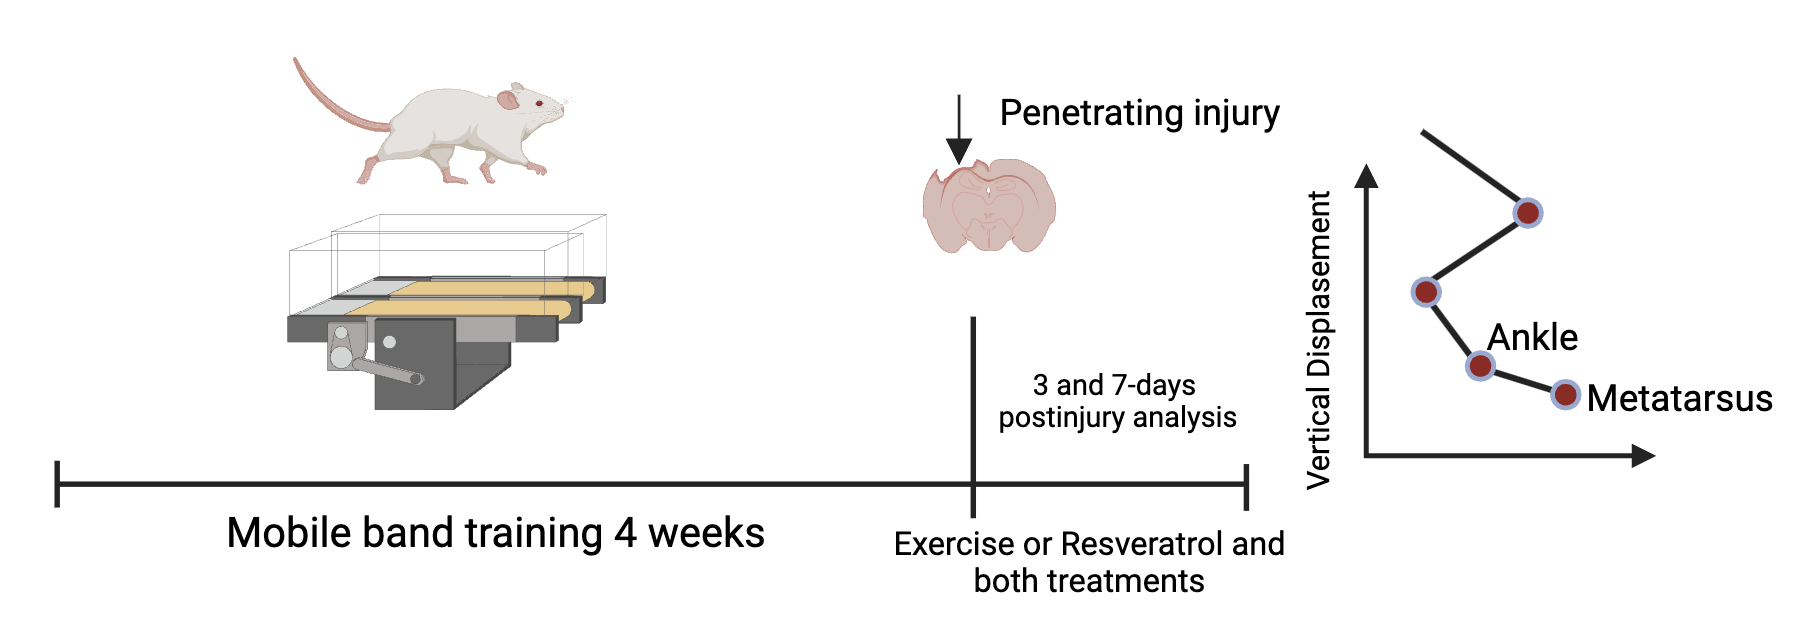 Penetrating injury
Vertical Displasement
Ankle
Metatarsus
3 and 7-days
postinjury analysis
Mobile band training 4 weeks
Exercise or Resveratrol and
both treatments